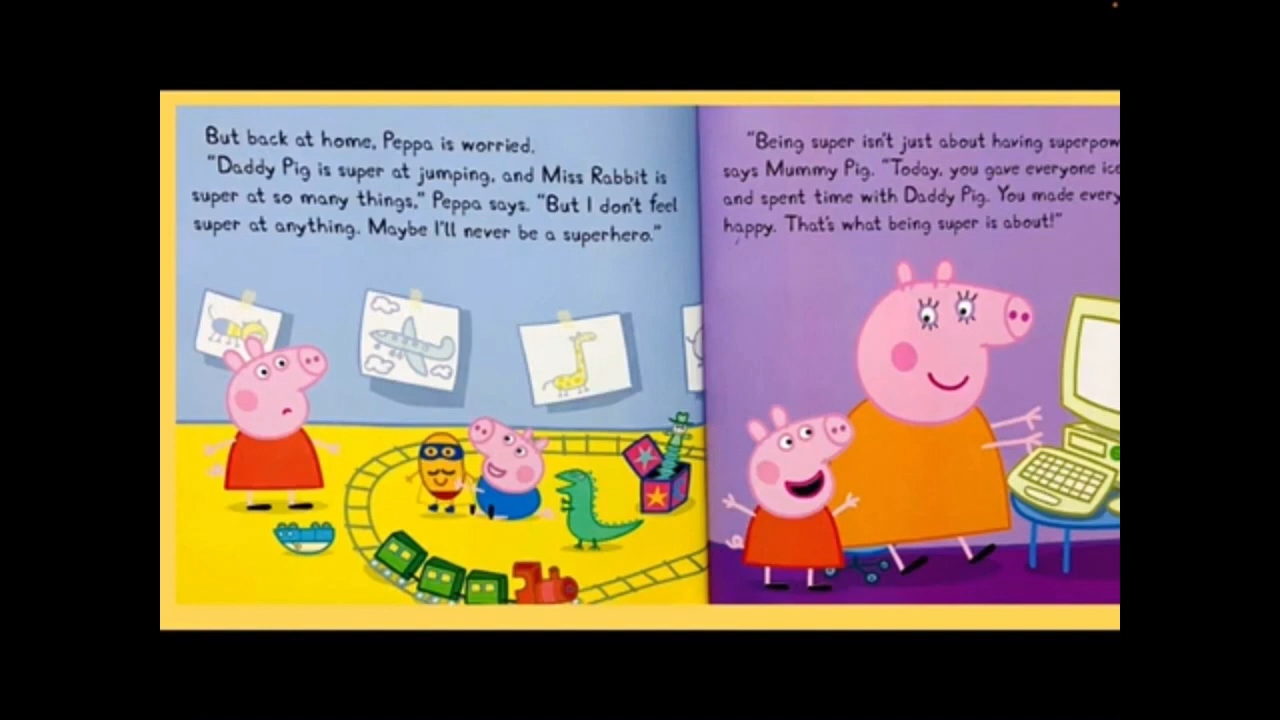 But back at home, Peppa is worried.
"Daddy Pig is super at jumping, and Miss Rabbit is
super at so many things," Peppa says. "But I don't feel
super at anything. Maybe I'll never be a superhero."
"Being super isn't just about having superpow
says Mummy Pig. "Today, you gave everyone ice
and spent time with Daddy Pig. You made every
happy. That's what being super is about!"